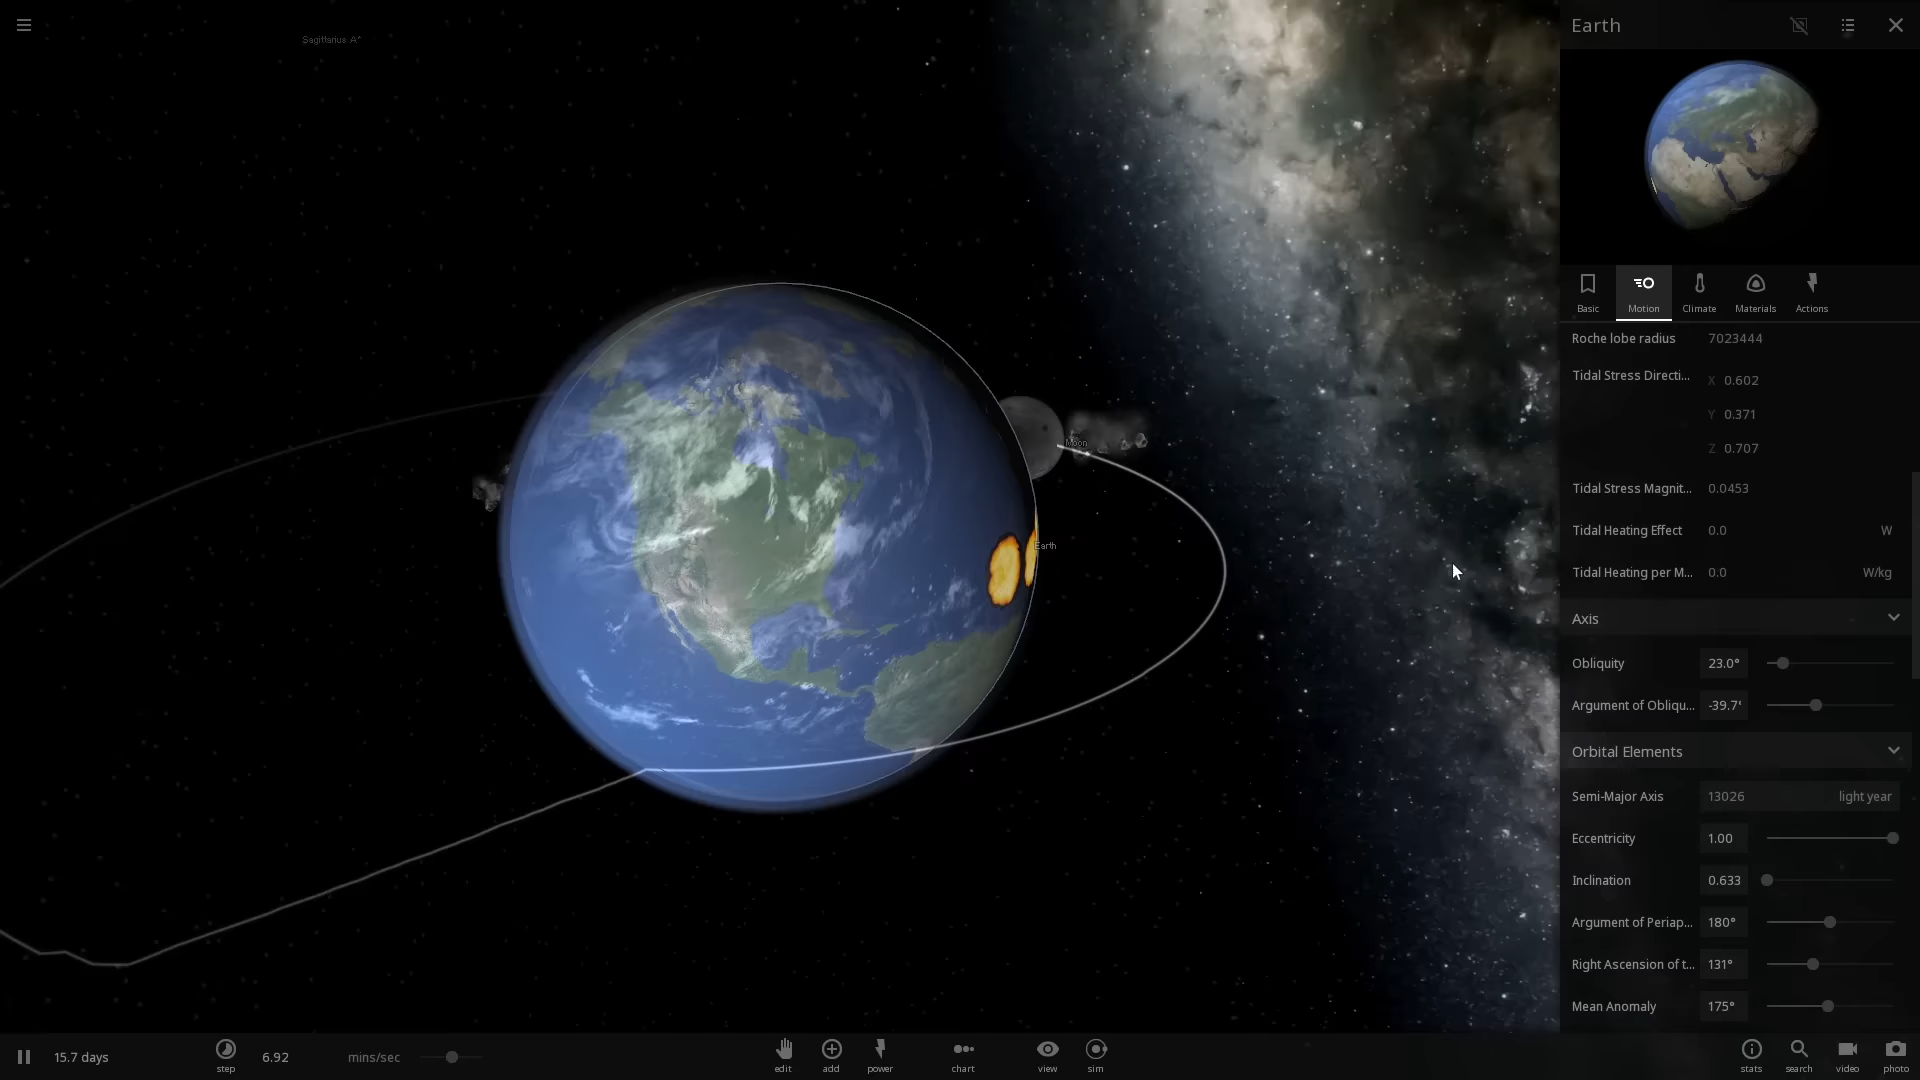 Sagittarius A*
Moon
Earth
Earth
Basic
Motion
Climate
Materials
Actions
Roche lobe radius 7023444
Tidal Stress Directi... X 0.602
Y 0.371
Z 0.707
Tidal Stress Magnit... 0.0453
Tidal Heating Effect 0.0 W
Tidal Heating per M... 0.0 W/kg
Axis
Obliquity 23.0°
Argument of Obliqu... -39.7°
Orbital Elements
Semi-Major Axis 13026 light year
Eccentricity 1.00
Inclination 0.633
Argument of Periap... 180°
Right Ascension of t... 131°
Mean Anomaly 175°
15.7 days
step
6.92 mins/sec
edit
add
power
chart
view
sim
stats
search
video
photo